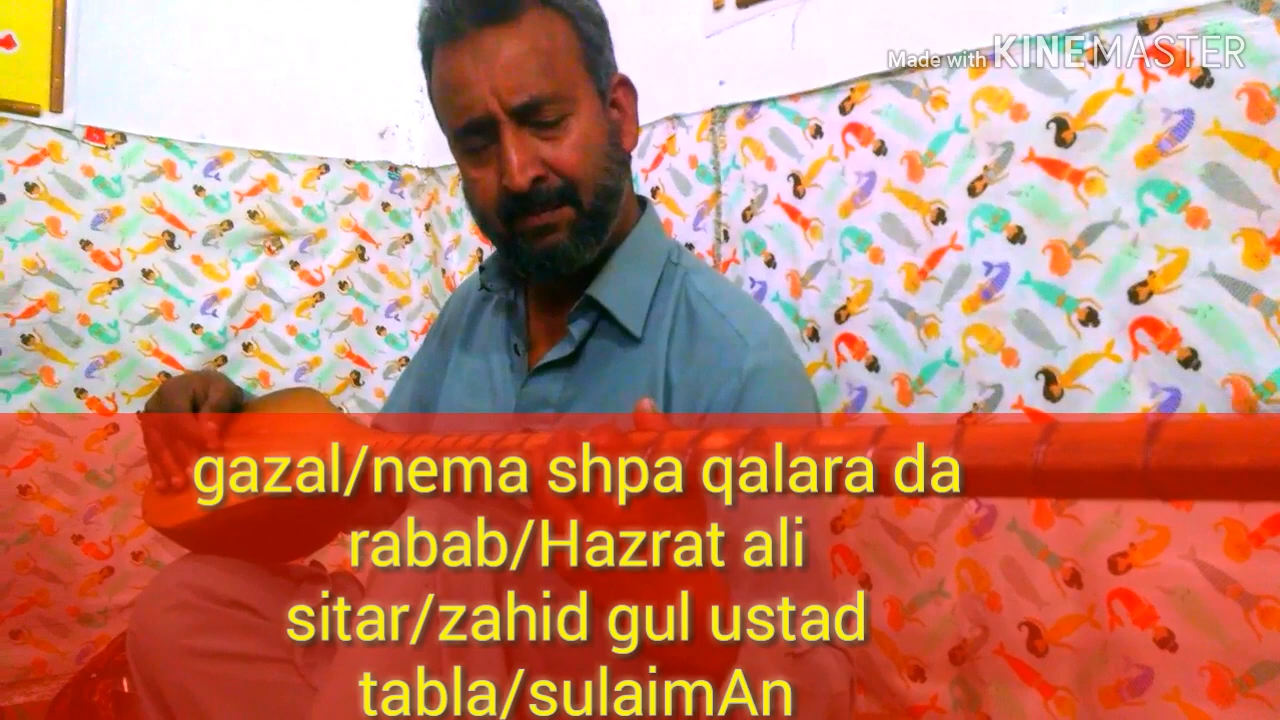 Made with KINEMASTER
gazal/nema shpa qalara da
rabab/Hazrat ali
sitar/zahid gul ustad
tabla/sulaimAn